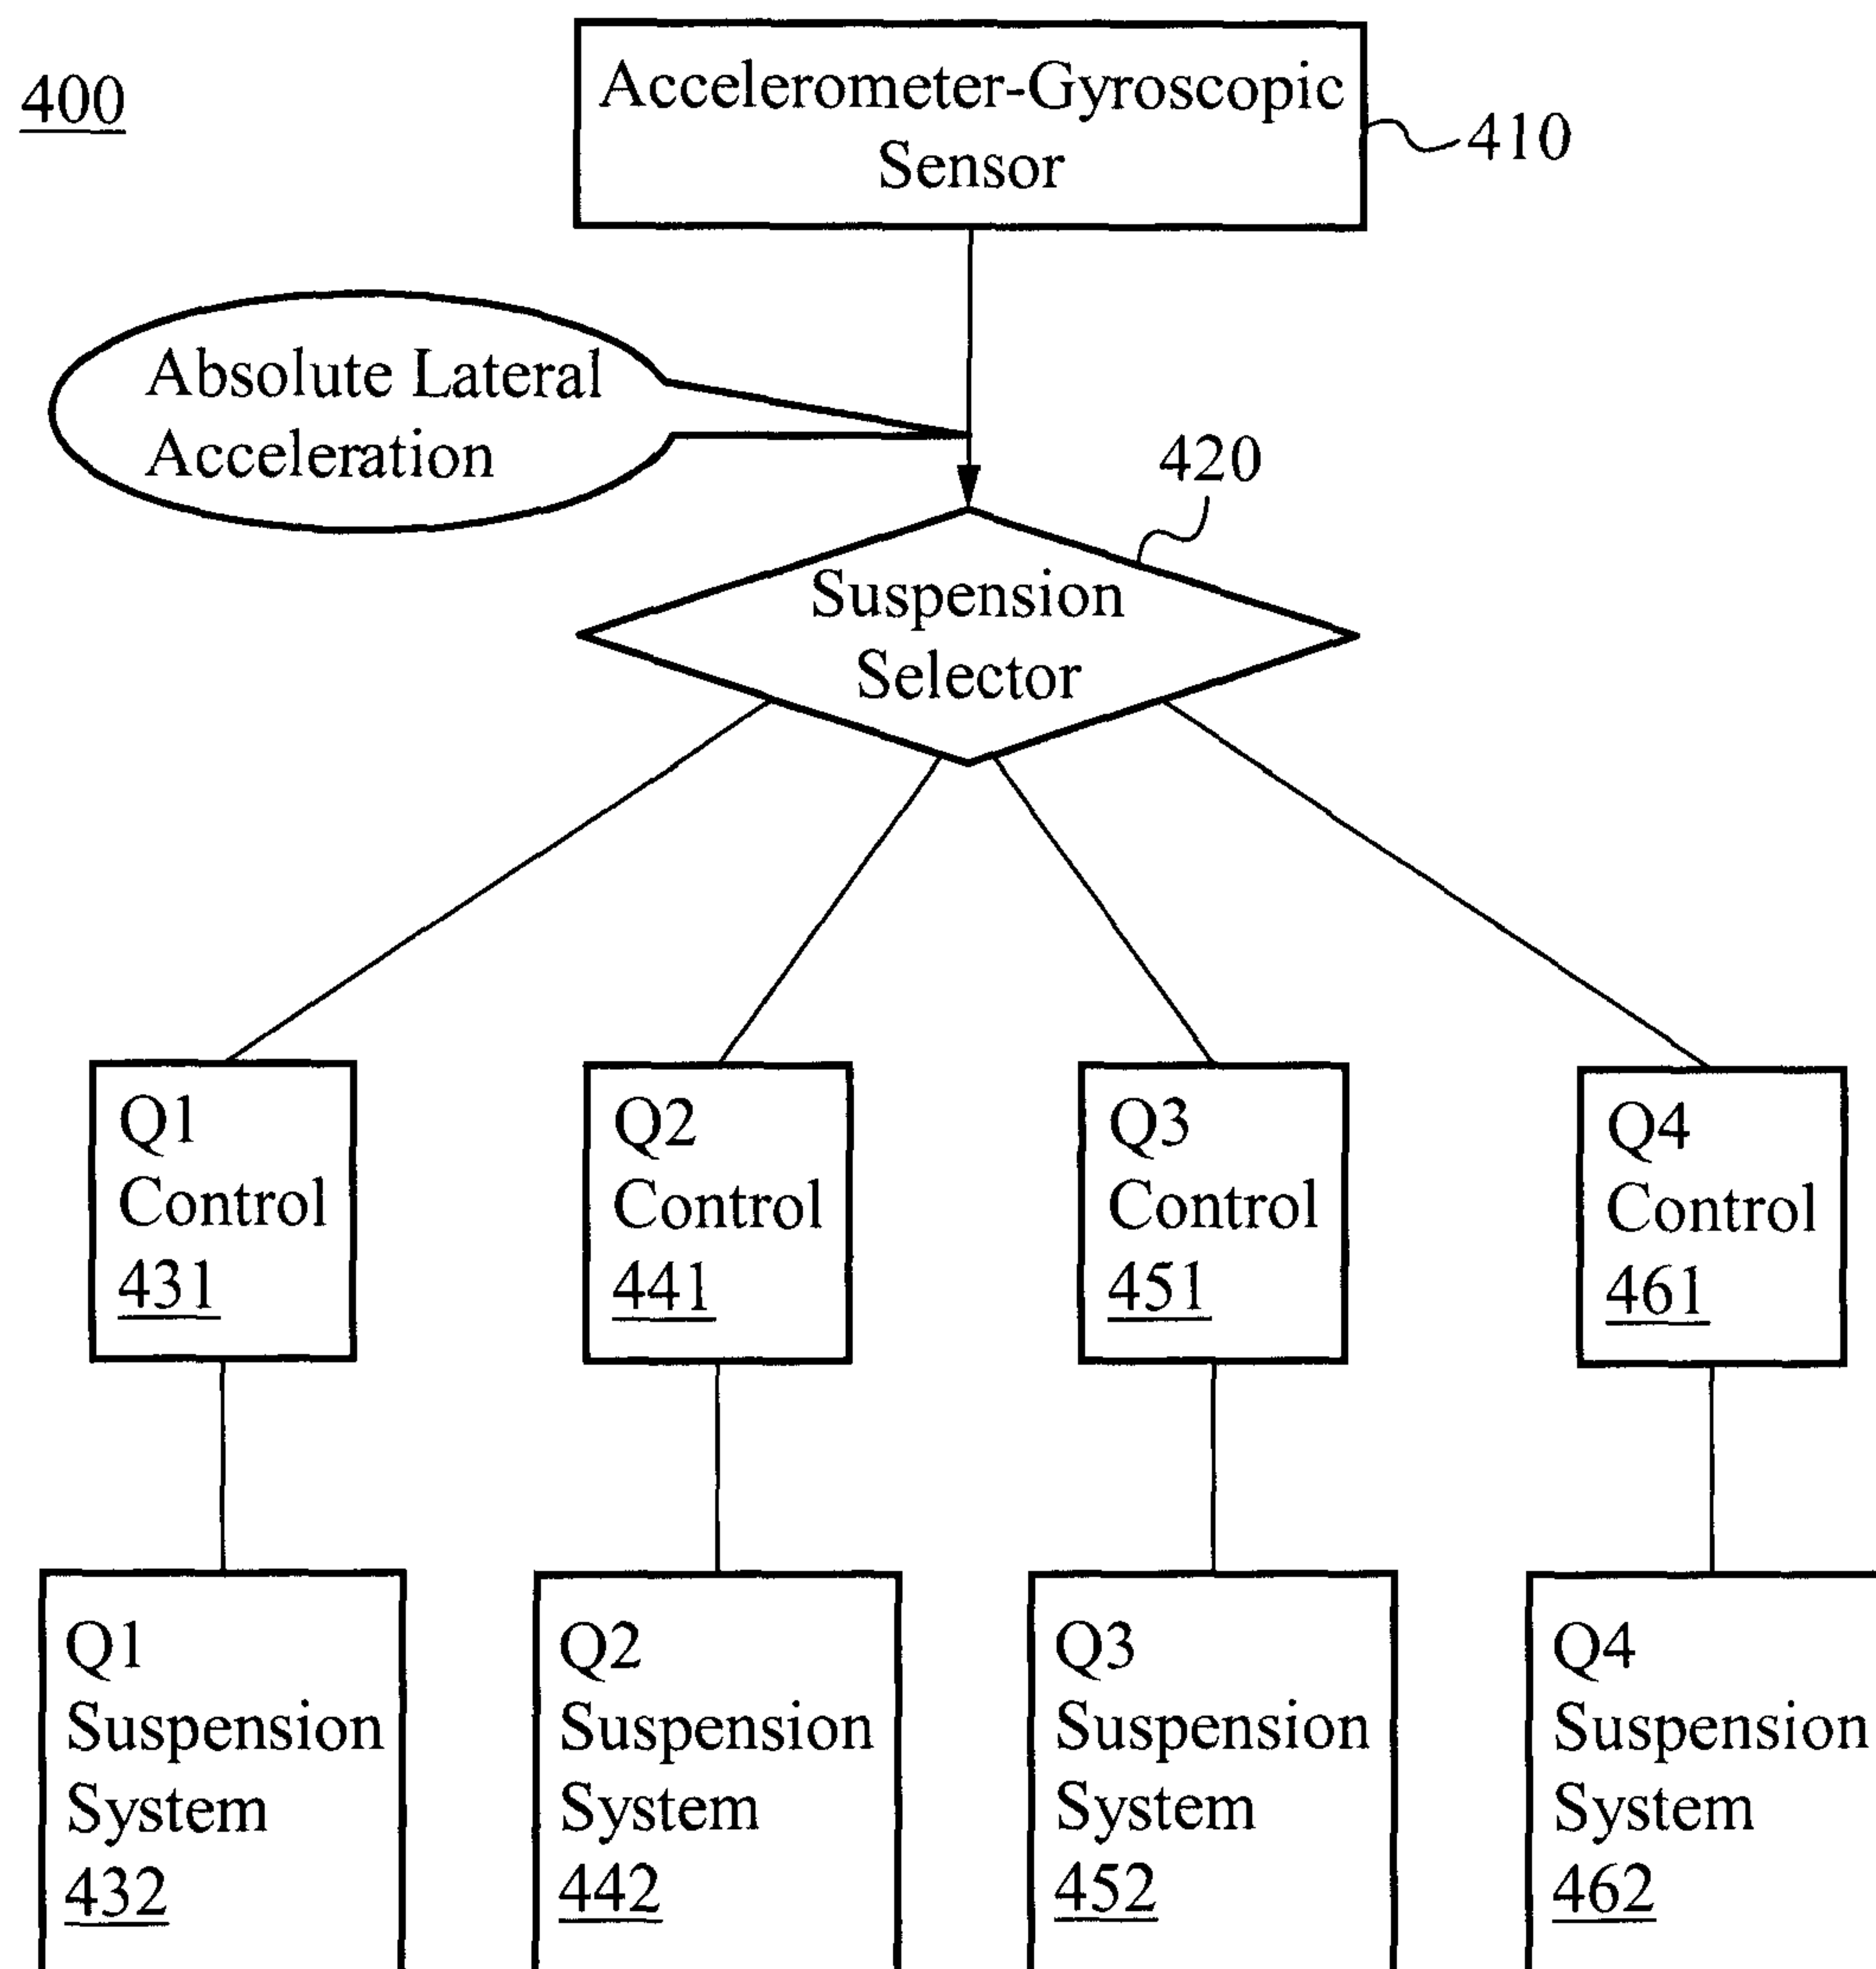 400
Accelerometer-Gyroscopic
Sensor
410
Absolute Lateral
Acceleration
420
Suspension
Selector
Q1
Control
431
Q2
Control
441
Q3
Control
451
Q4
Control
461
Q1
Suspension
System
432
Q2
Suspension
System
442
Q3
Suspension
System
452
Q4
Suspension
System
462